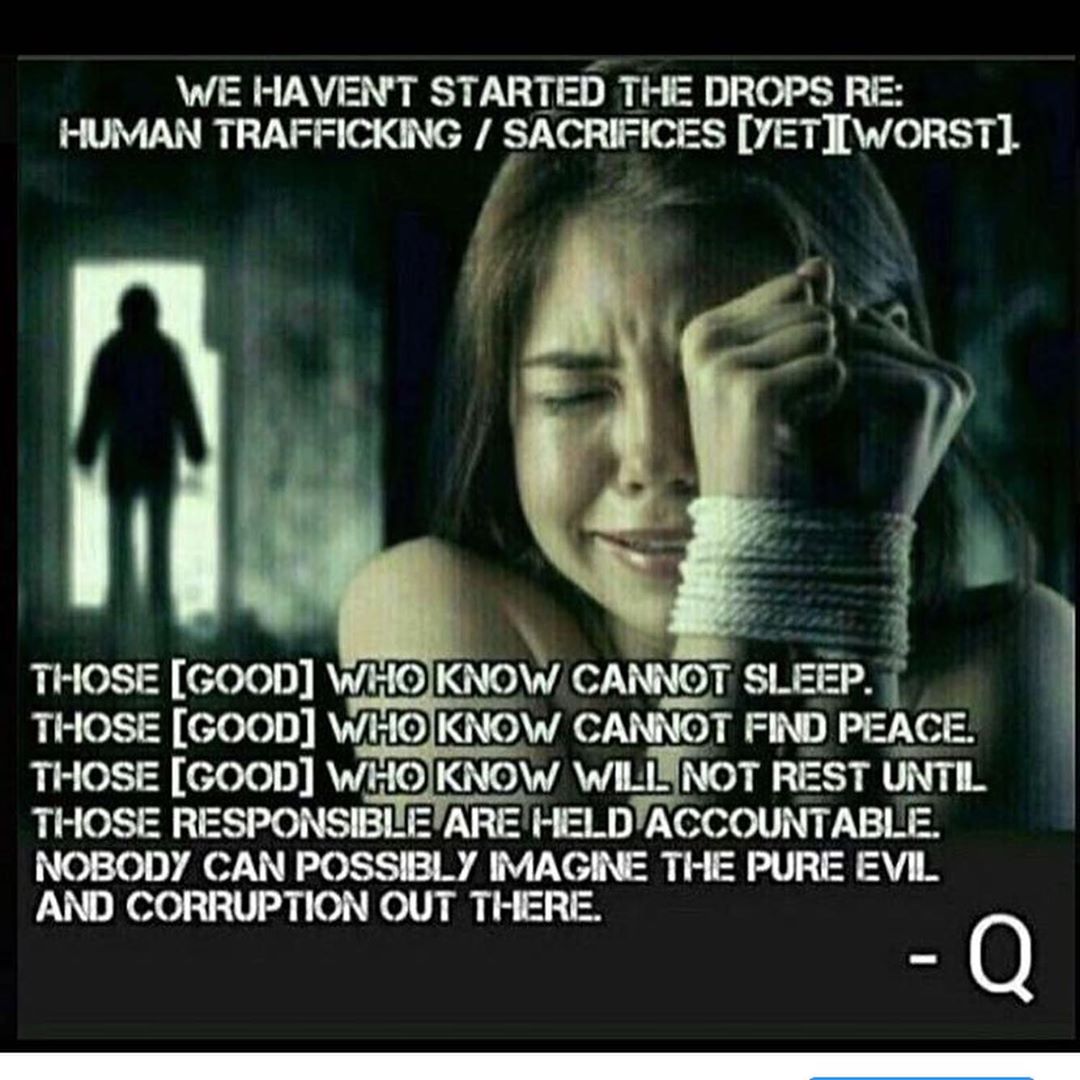 WE HAVEN'T STARTED THE DROPS RE:
HUMAN TRAFFICKING / SACRIFICES [YET][WORST].
THOSE [GOOD] WHO KNOW CANNOT SLEEP.
THOSE [GOOD] WHO KNOW CANNOT FIND PEACE.
THOSE [GOOD] WHO KNOW WILL NOT REST UNTIL
THOSE RESPONSIBLE ARE HELD ACCOUNTABLE.
NOBODY CAN POSSIBLY IMAGINE THE PURE EVIL
AND CORRUPTION OUT THERE.
- Q